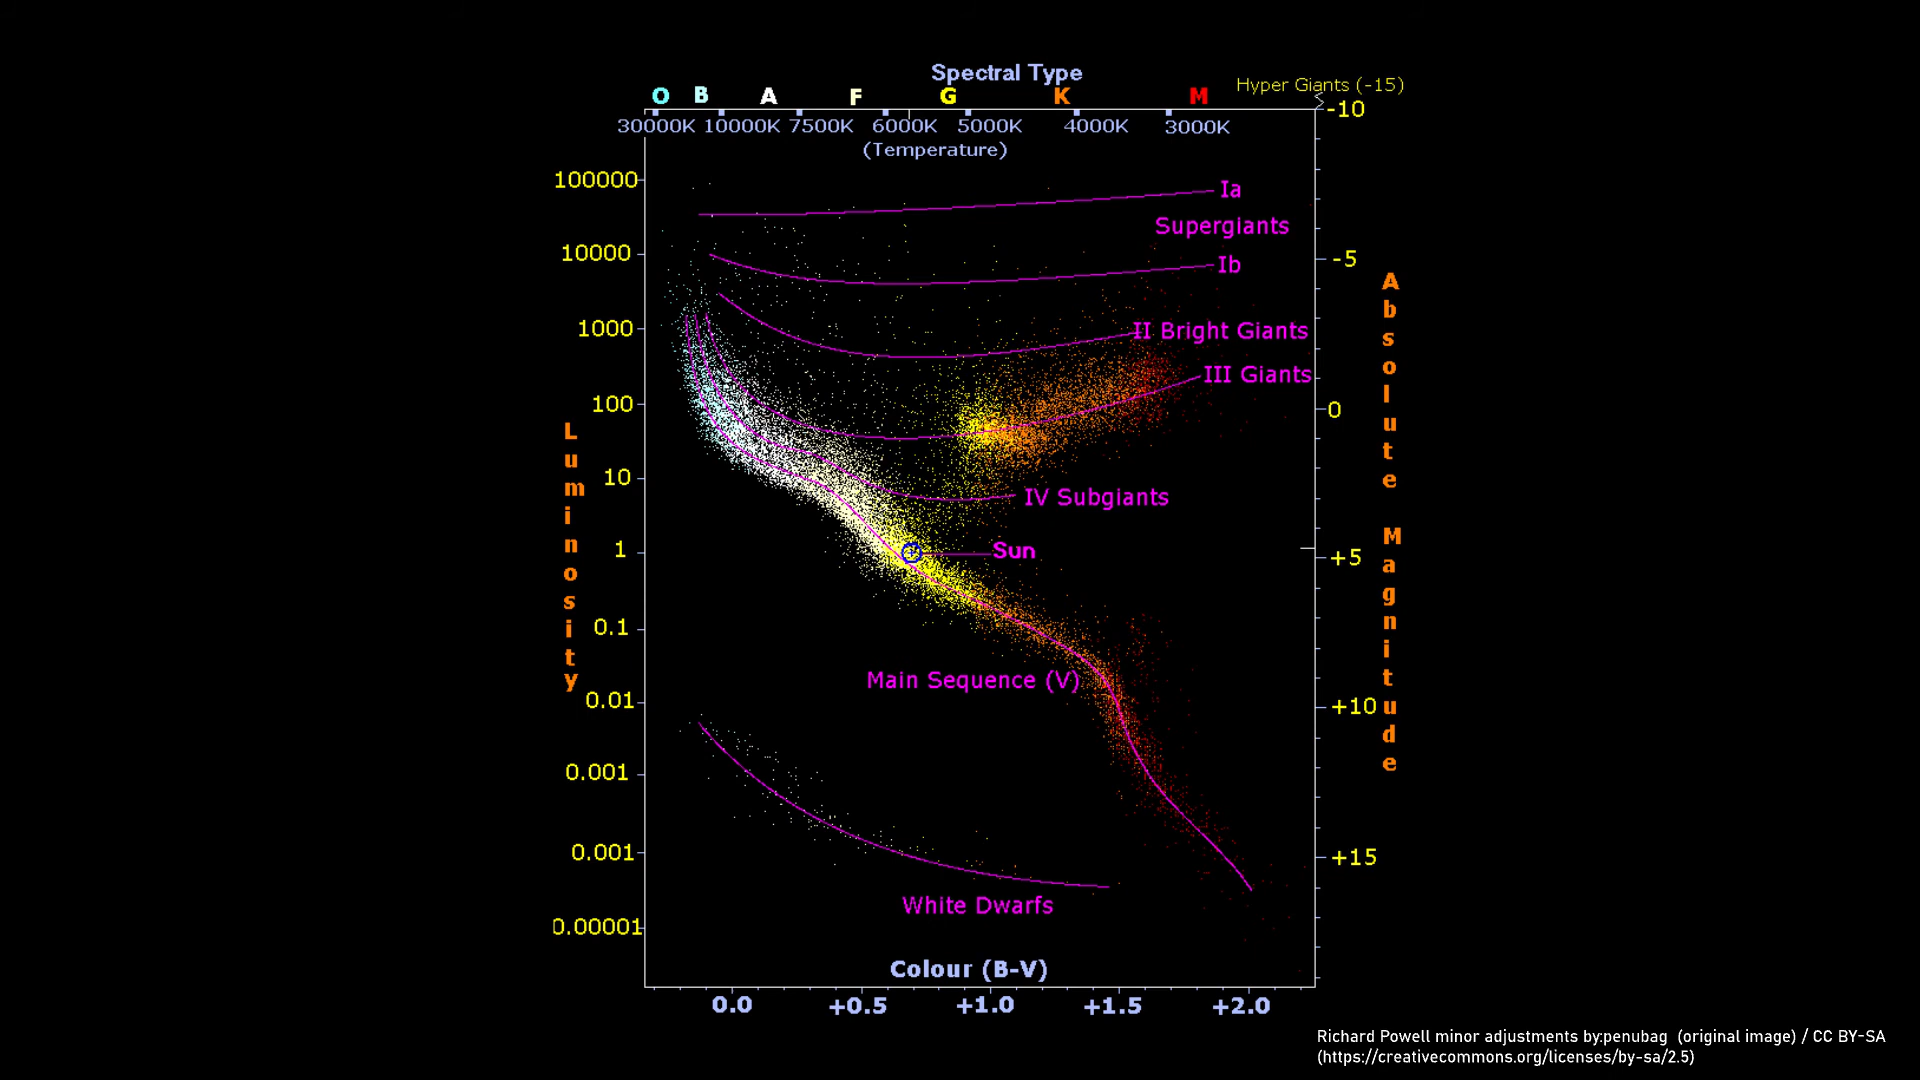 Spectral Type
Hyper Giants (-15)
O B A F G K M
-10
30000K 10000K 7500K 6000K 5000K 4000K 3000K
(Temperature)
100000
Ia
Supergiants
10000
-5
Ib
1000
II Bright Giants
III Giants
100
0
10
IV Subgiants
1
Sun
+5
0.1
Main Sequence (V)
0.01
+10
0.001
0.001
+15
White Dwarfs
0.00001
Luminosity
Absolute Magnitude
Colour (B-V)
0.0 +0.5 +1.0 +1.5 +2.0
Richard Powell minor adjustments by:penubag (original image) / CC BY-SA
(https://creativecommons.org/licenses/by-sa/2.5)